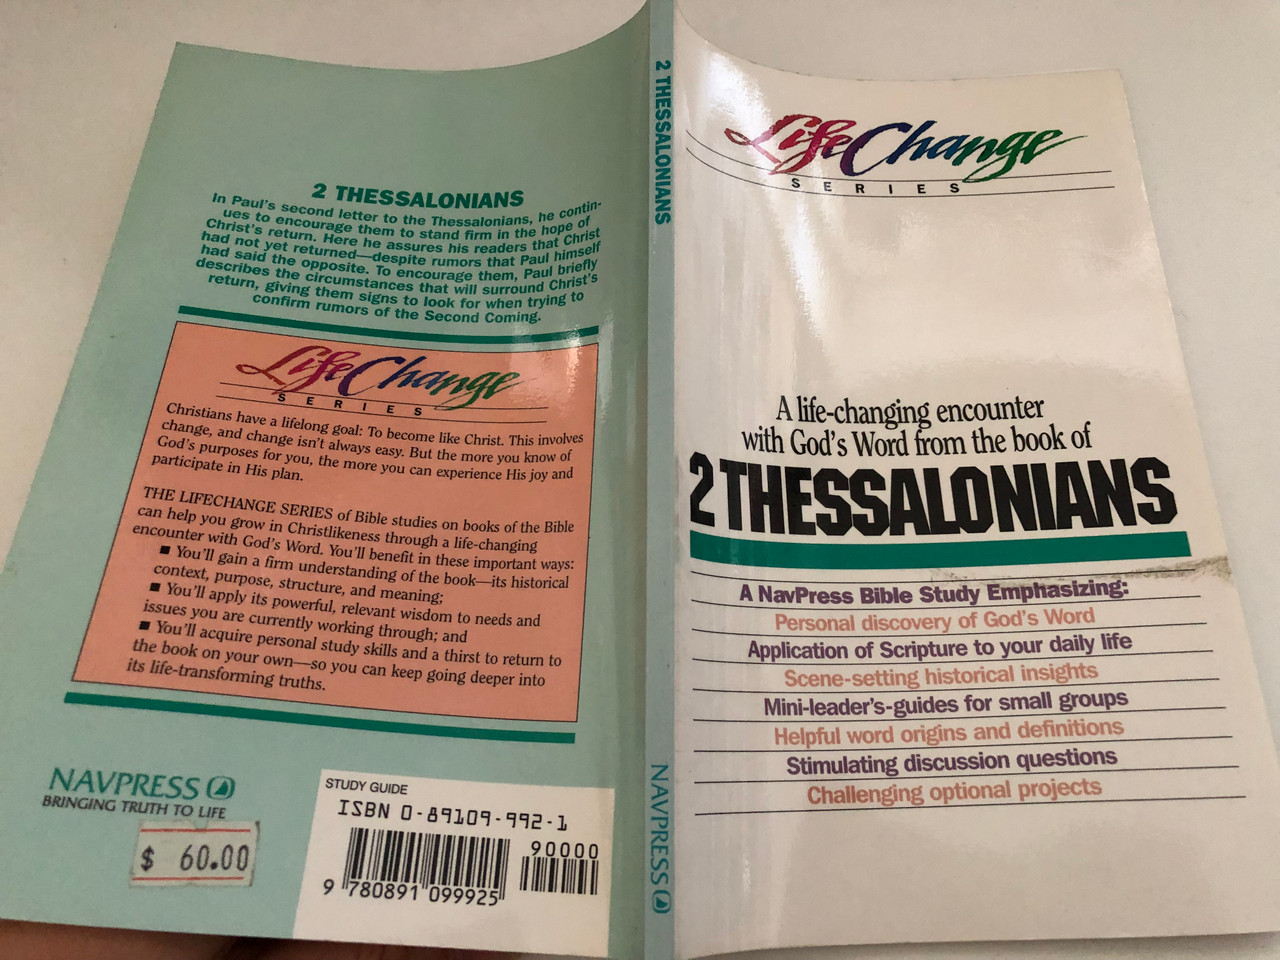 2 THESSALONIANS
In Paul's second letter to the Thessalonians, he contin-
ues to encourage them to stand firm in the hope of
Christ's return. Here he assures his readers that Christ
had not yet returned—despite rumors that Paul himself
had said the opposite. To encourage them, Paul briefly
describes the circumstances that will surround Christ's
return, giving them signs to look for when trying to
confirm rumors of the Second Coming.
LifeChange
SERIES
Christians have a lifelong goal: To become like Christ. This involves
change, and change isn't always easy. But the more you know of
God's purposes for you, the more you can experience His joy and
participate in His plan.
THE LIFECHANGE SERIES of Bible studies on books of the Bible
can help you grow in Christlikeness through a life-changing
encounter with God's Word. You'll benefit in these important ways:
■ You'll gain a firm understanding of the book—its historical
context, purpose, structure, and meaning;
■ You'll apply its powerful, relevant wisdom to needs and
issues you are currently working through; and
■ You'll acquire personal study skills and a thirst to return to
the book on your own—so you can keep going deeper into
its life-transforming truths.
NAVPRESS
BRINGING TRUTH TO LIFE
$ 60.00
STUDY GUIDE
ISBN 0-89109-992-1
90000
9 780891 099925
2 THESSALONIANS
NAVPRESS
LifeChange
SERIES
A life-changing encounter
with God's Word from the book of
2 THESSALONIANS
A NavPress Bible Study Emphasizing:
Personal discovery of God's Word
Application of Scripture to your daily life
Scene-setting historical insights
Mini-leader's-guides for small groups
Helpful word origins and definitions
Stimulating discussion questions
Challenging optional projects